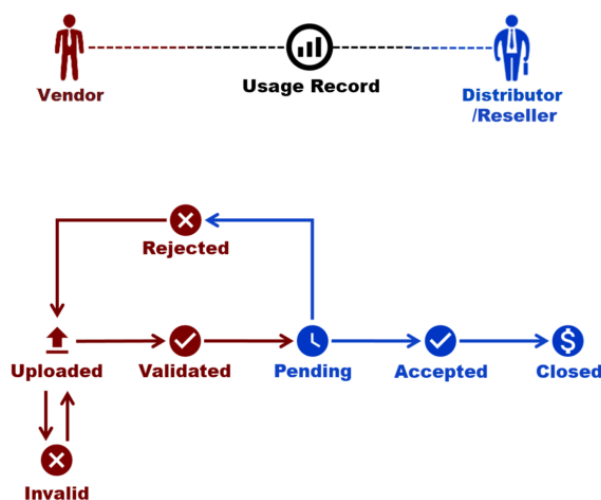 Vendor
Usage Record
Distributor
/Reseller
Rejected
Uploaded
Validated
Pending
Accepted
Closed
Invalid